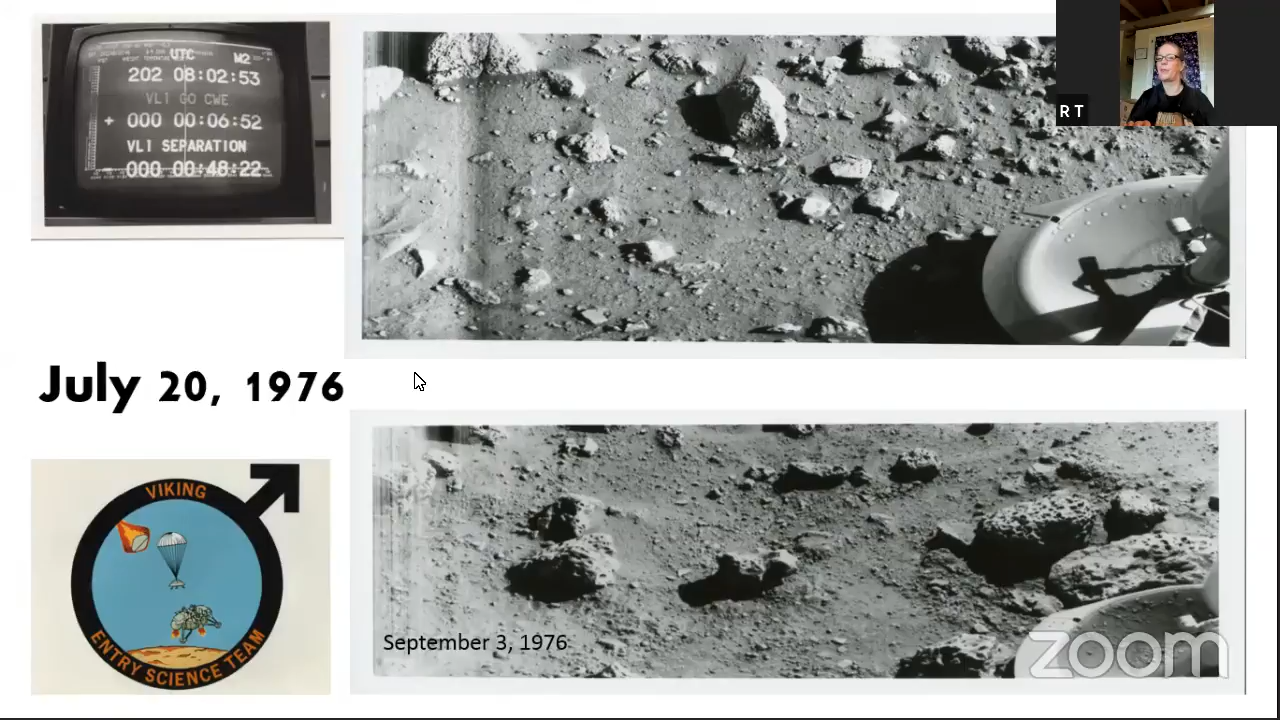 UTC
M2
202 08:02:53
VL1 GO CWE
+ 000 00:06:52
VL1 SEPARATION
- 000 00:48:22
R T
July 20, 1976
VIKING
ENTRY SCIENCE TEAM
September 3, 1976
zoom